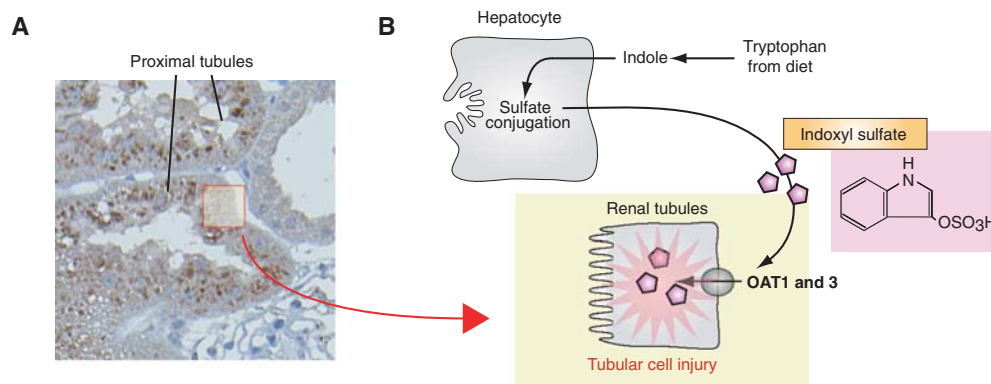 A
Proximal tubules
B
Hepatocyte
Indole
Tryptophan
from diet
Sulfate
conjugation
Indoxyl sulfate
H
N
OSO₃H
Renal tubules
OAT1 and 3
Tubular cell injury